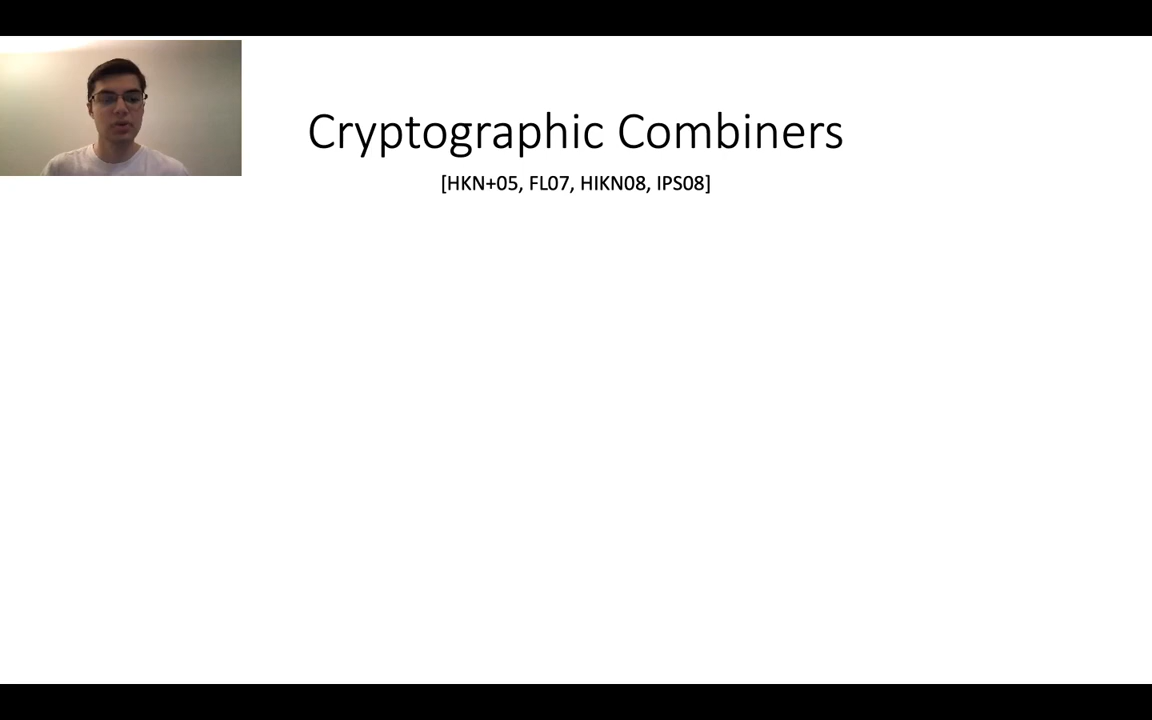 Cryptographic Combiners
[HKN+05, FL07, HIKN08, IPS08]